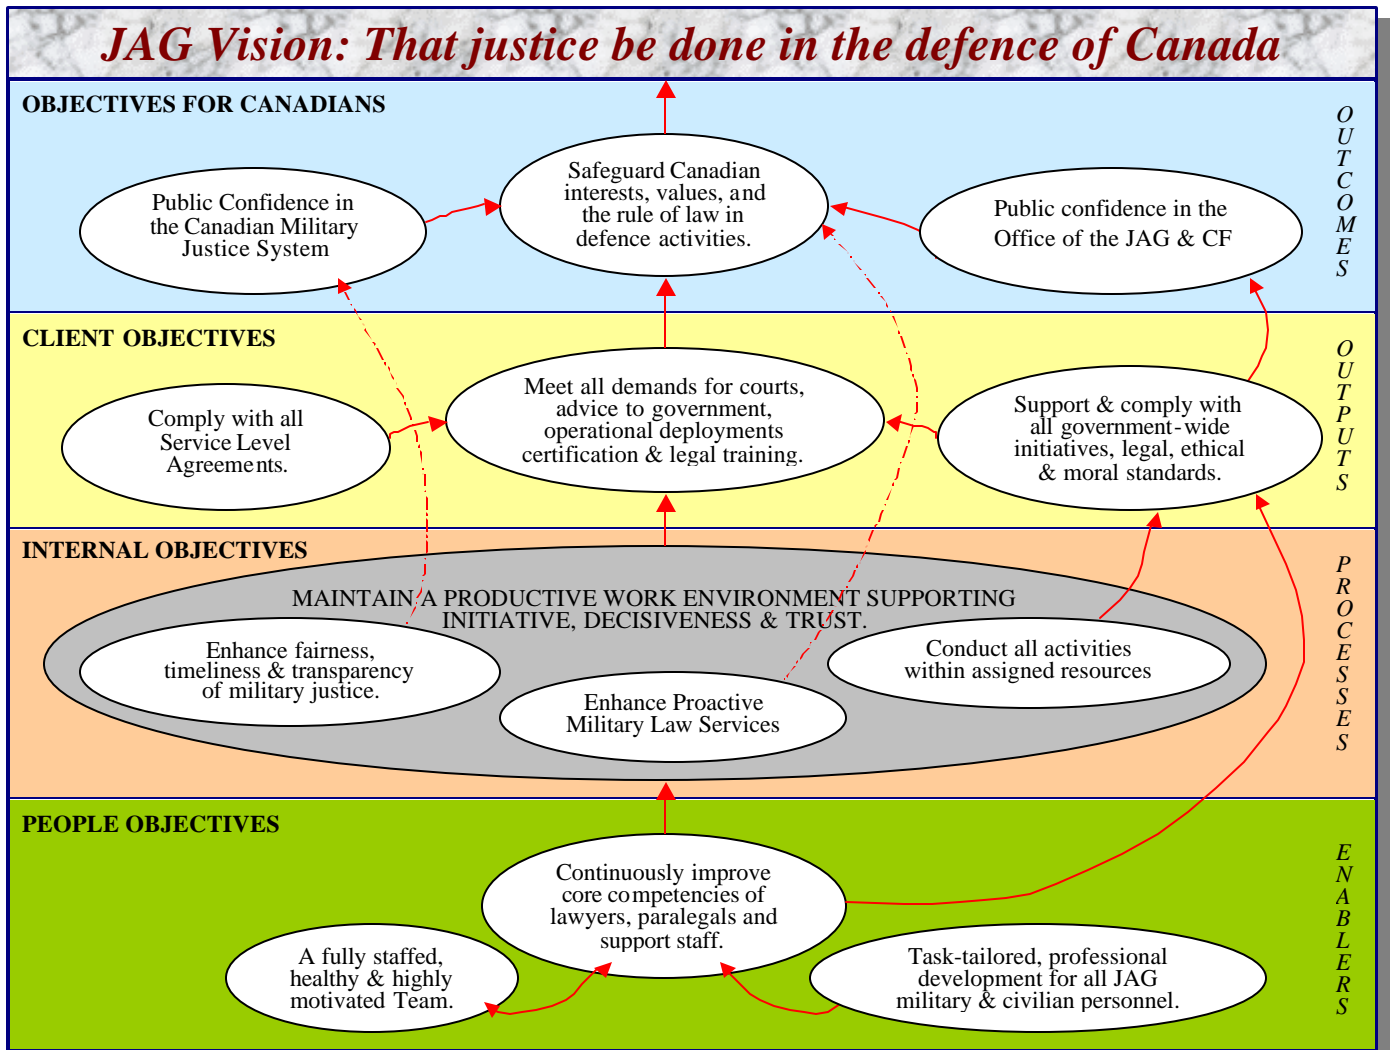 JAG Vision: That justice be done in the defence of Canada
OBJECTIVES FOR CANADIANS
OUTCOMES
Public Confidence in
the Canadian Military
Justice System
Safeguard Canadian
interests, values, and
the rule of law in
defence activities.
Public confidence in the
Office of the JAG & CF
CLIENT OBJECTIVES
OUTPUTS
Comply with all
Service Level
Agreements.
Meet all demands for courts,
advice to government,
operational deployments
certification & legal training.
Support & comply with
all government-wide
initiatives, legal, ethical
& moral standards.
INTERNAL OBJECTIVES
PROCESSES
MAINTAIN A PRODUCTIVE WORK ENVIRONMENT SUPPORTING
INITIATIVE, DECISIVENESS & TRUST.
Enhance fairness,
timeliness & transparency
of military justice.
Enhance Proactive
Military Law Services
Conduct all activities
within assigned resources
PEOPLE OBJECTIVES
ENABLERS
Continuously improve
core competencies of
lawyers, paralegals and
support staff.
A fully staffed,
healthy & highly
motivated Team.
Task-tailored, professional
development for all JAG
military & civilian personnel.